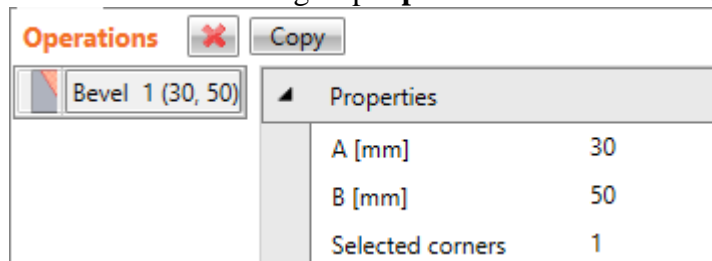 Operations Copy
Bevel 1 (30, 50) Properties
A [mm] 30
B [mm] 50
Selected corners 1